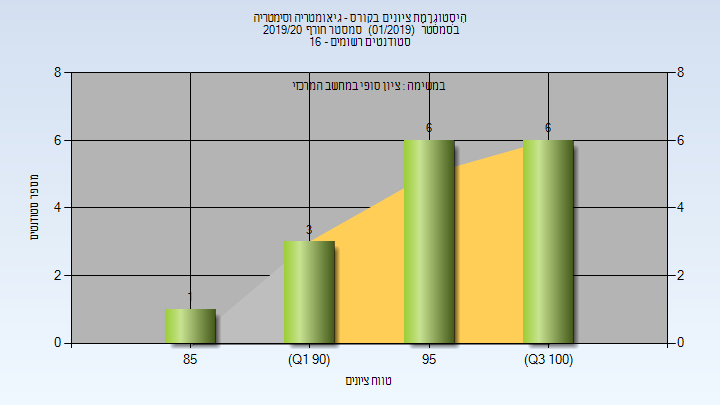 היסטוגרמת ציונים בקורס - גיאומטריה וסימטריה
בסמסטר (01/2019) סמסטר חורף 2019/20
סטודנטים רשומים - 16
במשימה : ציון סופי במחשב המרכזי
8 8
6 6
4 4
2 2
0 0
1
3
6
6
מספר סטודנטים
85 (Q1 90) 95 (Q3 100)
טווח ציונים